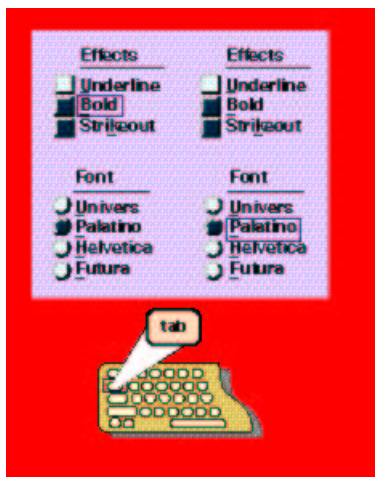 Effects
Underline
Bold
Strikeout
Font
Univers
Palatino
Helvetica
Futura
Effects
Underline
Bold
Strikeout
Font
Univers
Palatino
Helvetica
Futura
tab